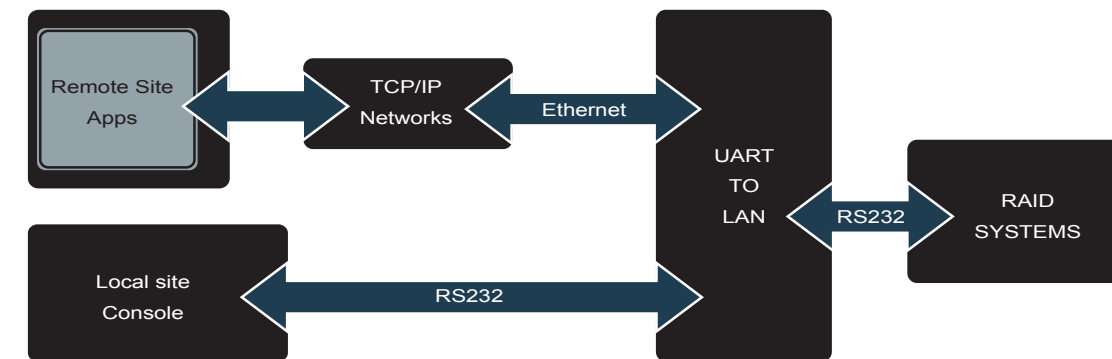 Remote Site
Apps
TCP/IP
Networks
Ethernet
UART
TO
LAN
RS232
RAID
SYSTEMS
Local site
Console
RS232